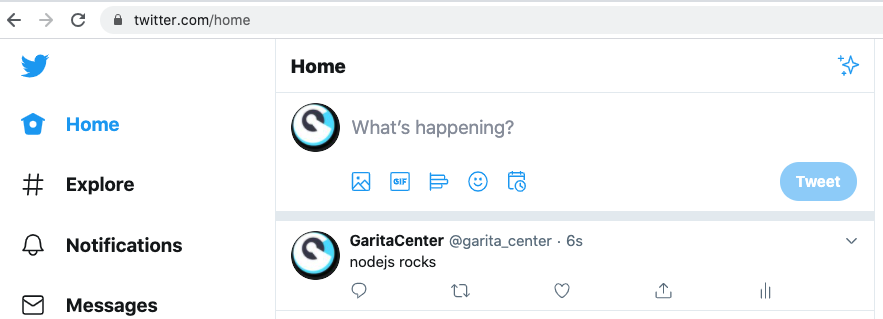 twitter.com/home
Home
Home
What's happening?
Explore
GIF
Tweet
Notifications
GaritaCenter @garita_center · 6s
nodejs rocks
Messages